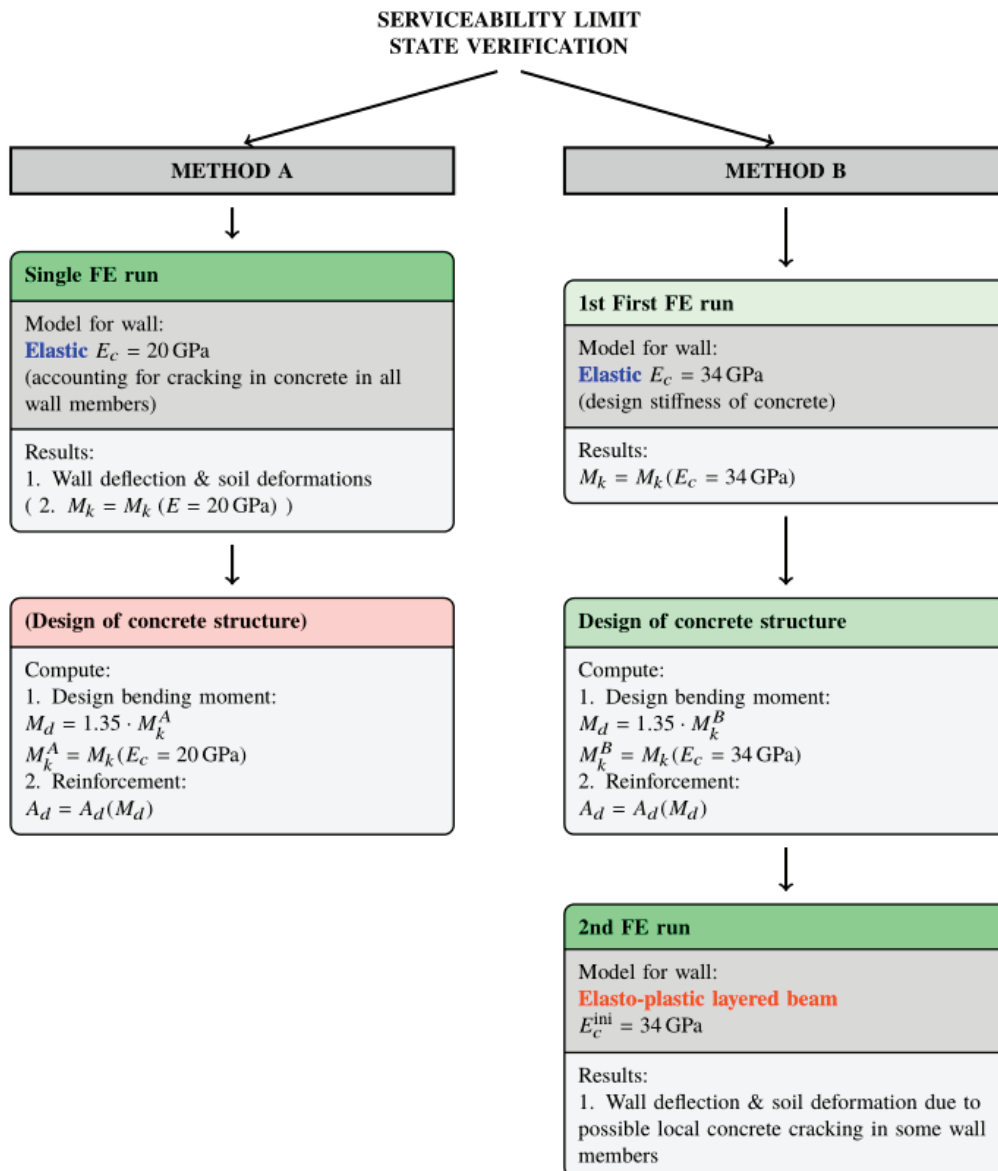 SERVICEABILITY LIMIT
STATE VERIFICATION
METHOD A
Single FE run
Model for wall:
Elastic E_c = 20 GPa
(accounting for cracking in concrete in all
wall members)
Results:
1. Wall deflection & soil deformations
( 2. M_k = M_k (E = 20 GPa) )
(Design of concrete structure)
Compute:
1. Design bending moment:
M_d = 1.35 · M_k^A
M_k^A = M_k(E_c = 20 GPa)
2. Reinforcement:
A_d = A_d(M_d)
METHOD B
1st First FE run
Model for wall:
Elastic E_c = 34 GPa
(design stiffness of concrete)
Results:
M_k = M_k(E_c = 34 GPa)
Design of concrete structure
Compute:
1. Design bending moment:
M_d = 1.35 · M_k^B
M_k^B = M_k(E_c = 34 GPa)
2. Reinforcement:
A_d = A_d(M_d)
2nd FE run
Model for wall:
Elasto-plastic layered beam
E_c^ini = 34 GPa
Results:
1. Wall deflection & soil deformation due to
possible local concrete cracking in some wall
members